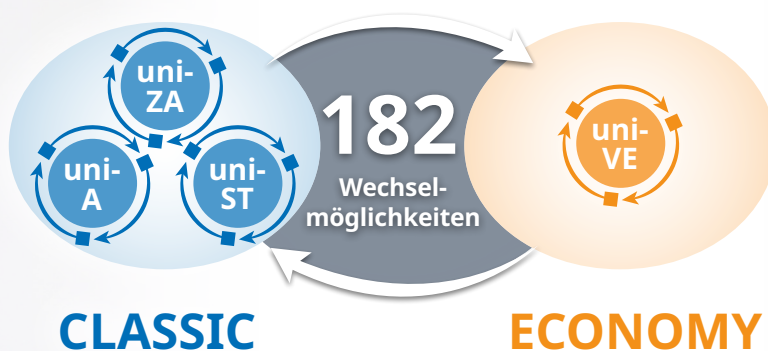 uni-
ZA
uni-
A
uni-
ST
182
Wechsel-
möglichkeiten
uni-
VE
CLASSIC
ECONOMY